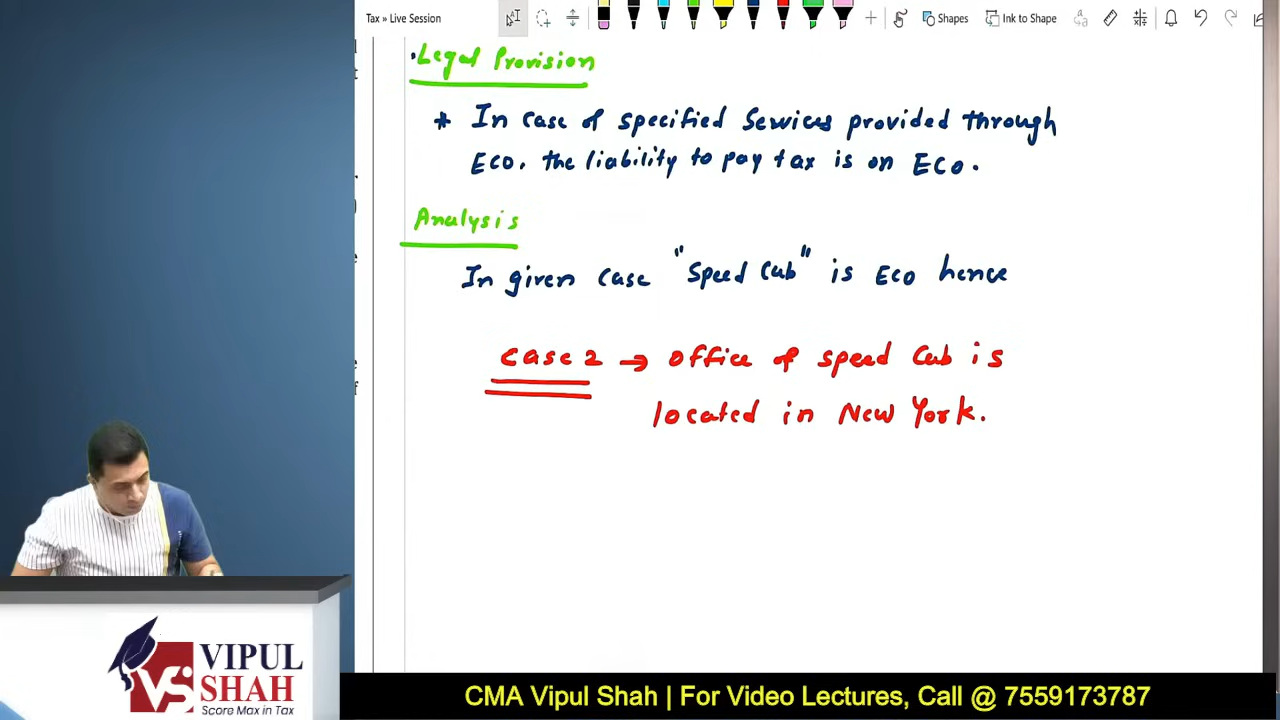 Tax » Live Session
Shapes
Ink to Shape
Legal Provision
* In case of specified Services provided through
Eco. the liability to pay tax is on Eco.
Analysis
In given case "Speed Cab" is Eco hence
Case 2 → Office of speed Cab is
located in New York.
VIPUL
SHAH
Score Max in Tax
CMA Vipul Shah | For Video Lectures, Call @ 7559173787